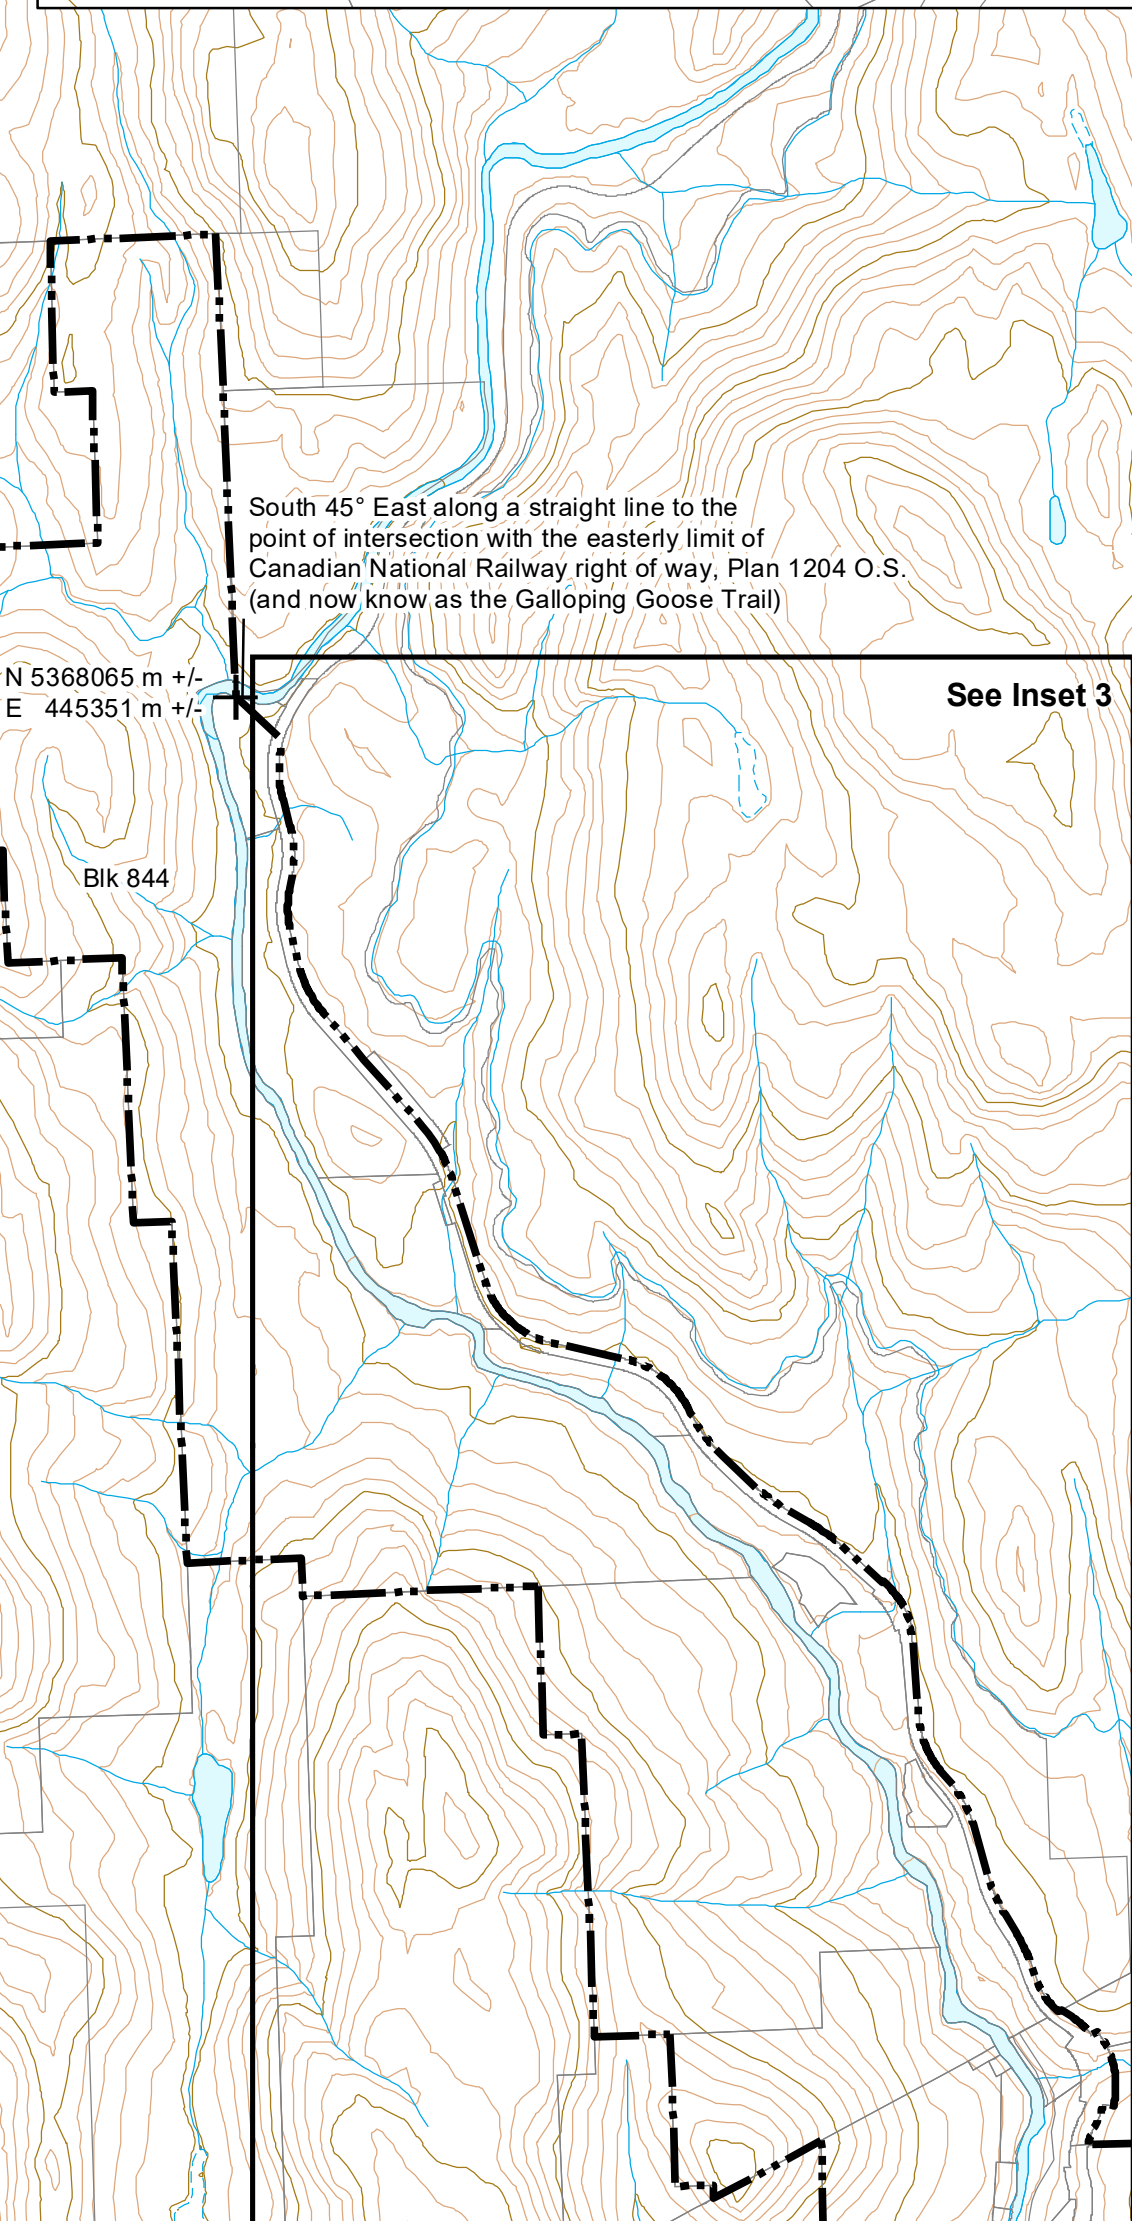 South 45° East along a straight line to the
point of intersection with the easterly limit of
Canadian National Railway right of way, Plan 1204 O.S.
(and now know as the Galloping Goose Trail)
N 5368065 m +/-
E 445351 m +/-
See Inset 3
Blk 844